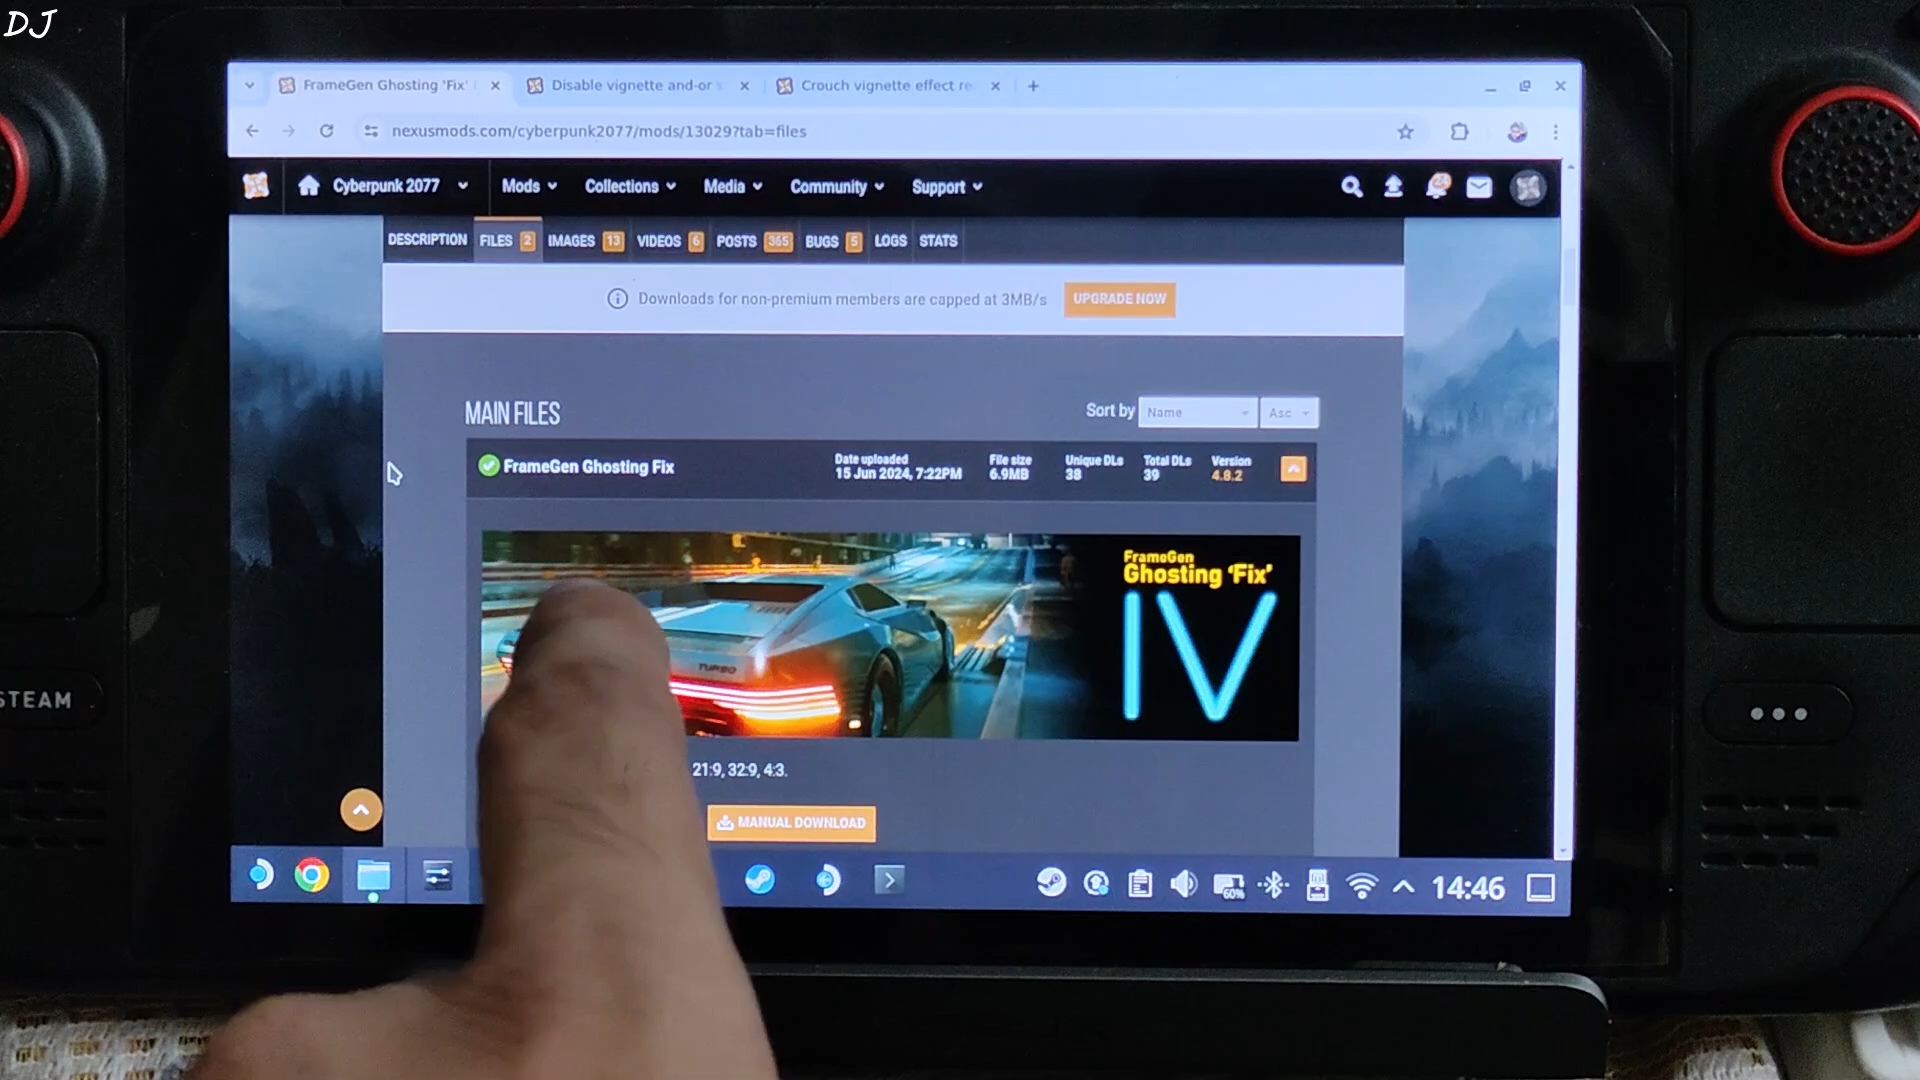 DJ
FrameGen Ghosting 'Fix'
Disable vignette and-or
Crouch vignette effect re
nexusmods.com/cyberpunk2077/mods/13029?tab=files
Cyberpunk 2077
Mods
Collections
Media
Community
Support
DESCRIPTION
FILES 2
IMAGES 13
VIDEOS 6
POSTS 365
BUGS 5
LOGS
STATS
Downloads for non-premium members are capped at 3MB/s
UPGRADE NOW
MAIN FILES
Sort by
Name
Asc
FrameGen Ghosting Fix
Date uploaded
15 Jun 2024, 7:22PM
File size
6.9MB
Unique DLs
38
Total DLs
39
Version
4.8.2
FrameGen
Ghosting 'Fix'
IV
TURBO
STEAM
21:9, 32:9, 4:3.
MANUAL DOWNLOAD
60%
14:46